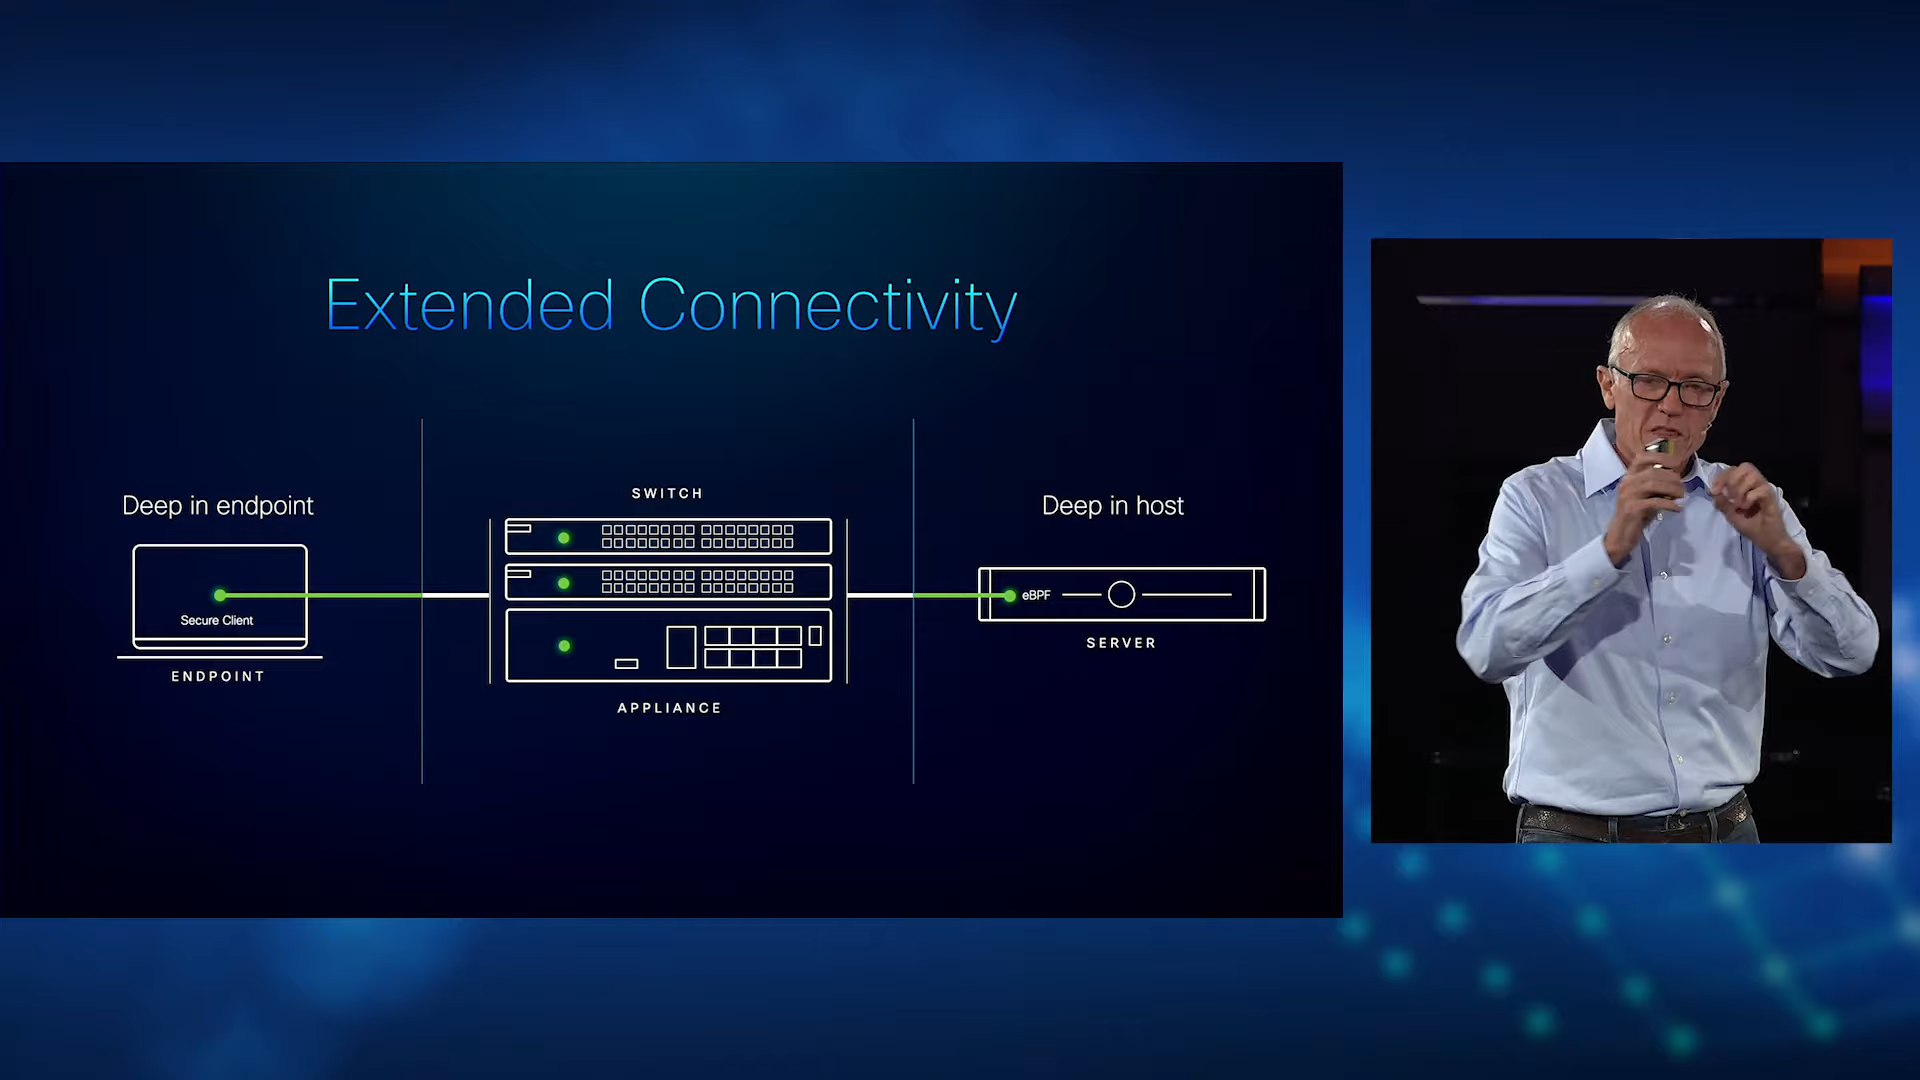 Extended Connectivity
Deep in endpoint
Secure Client
ENDPOINT
SWITCH
APPLIANCE
Deep in host
eBPF
SERVER